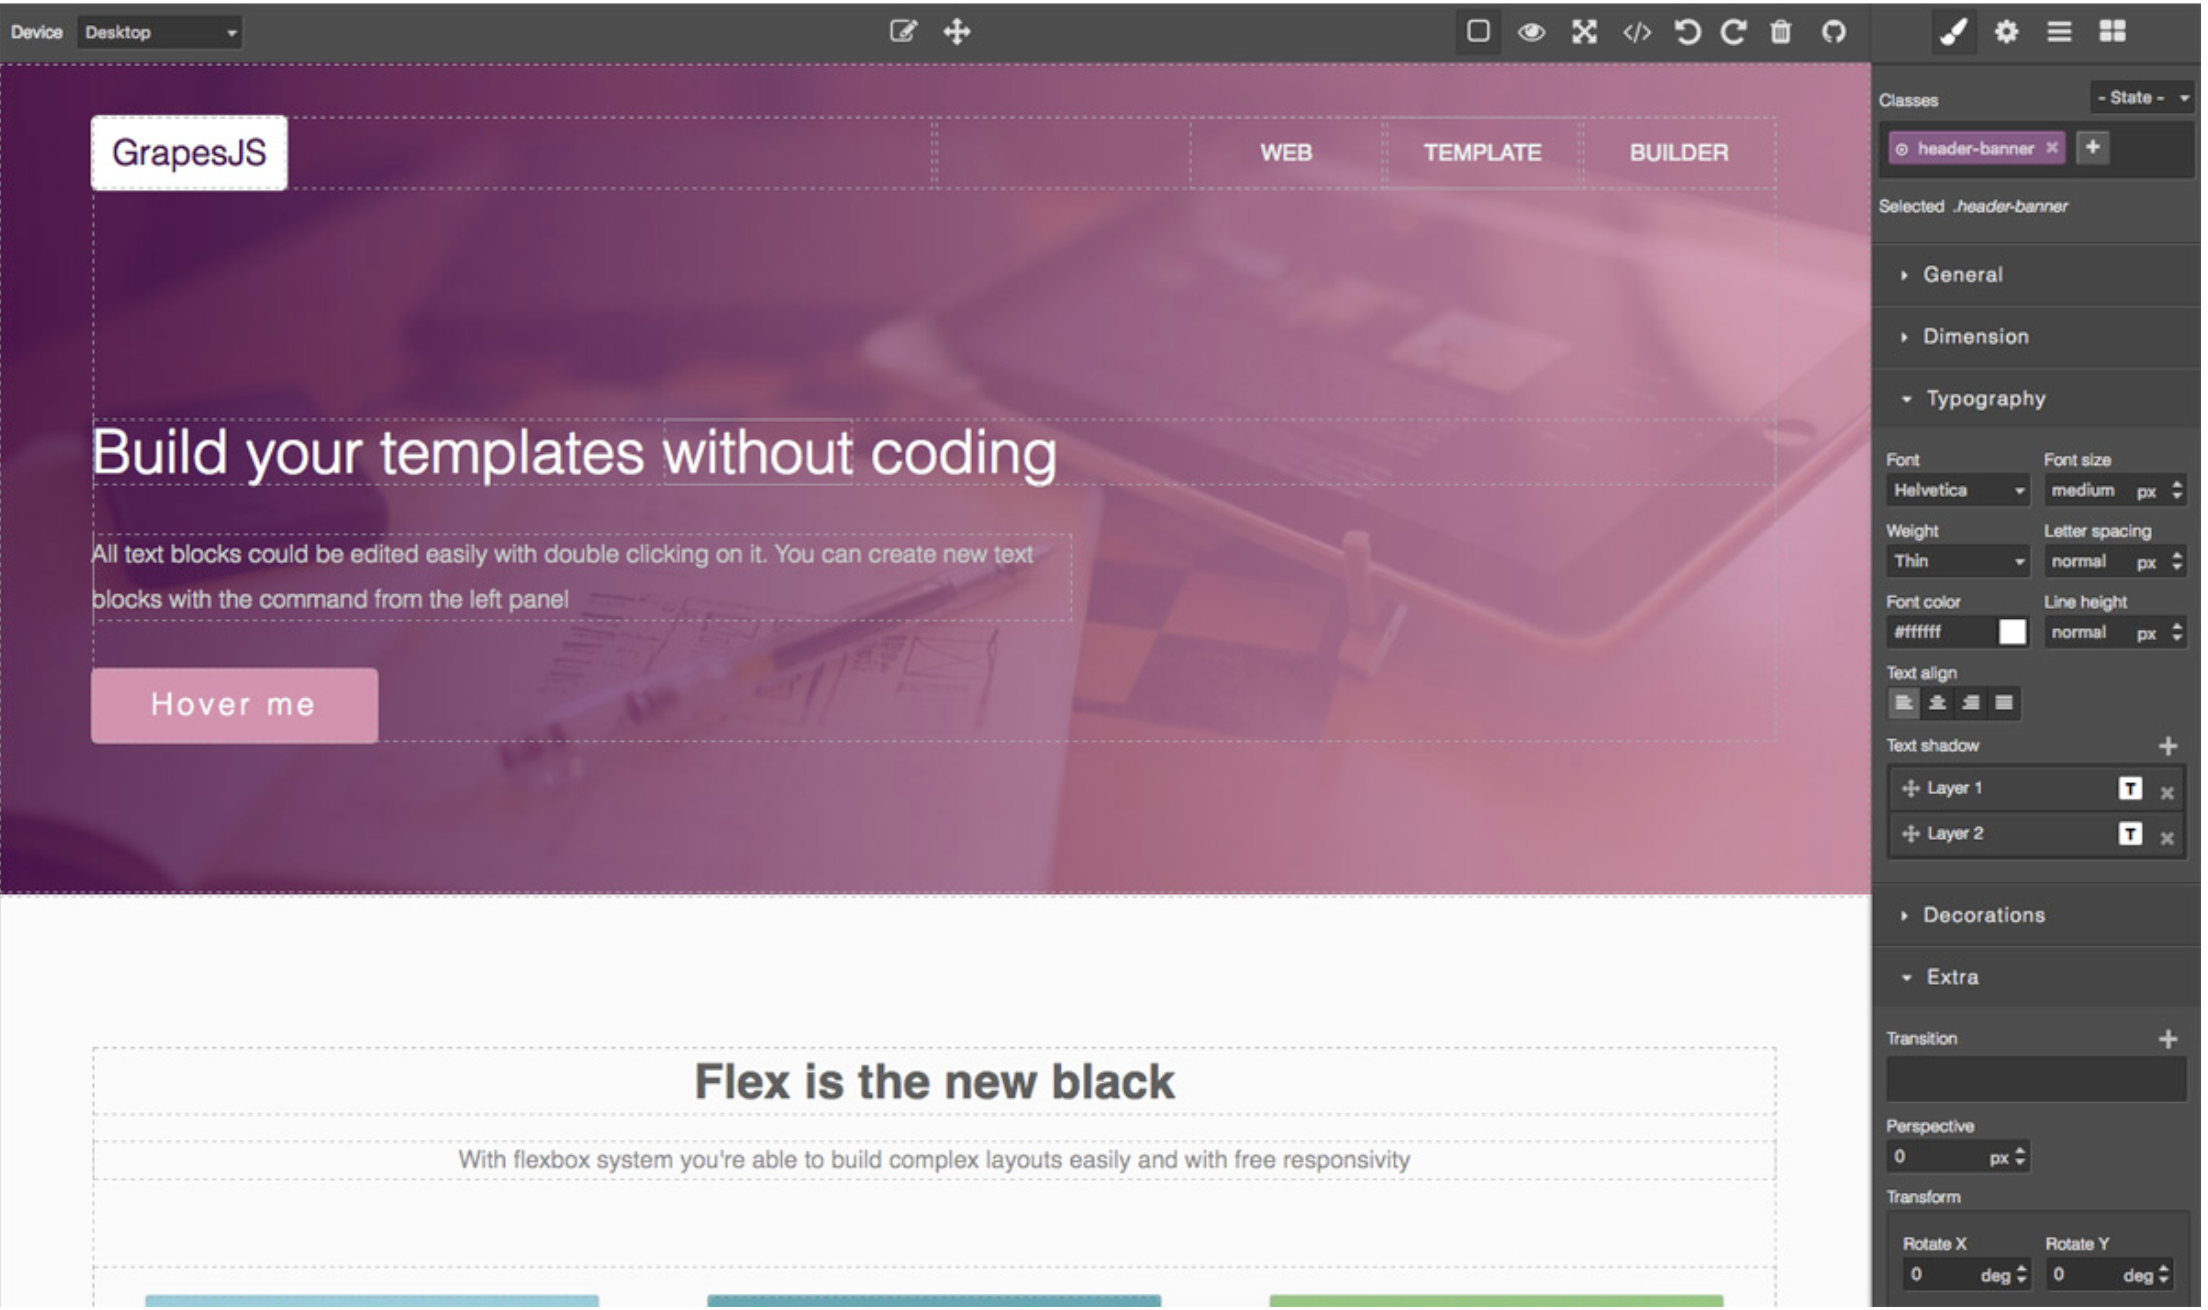 Device Desktop
GrapesJS
WEB TEMPLATE BUILDER
Build your templates without coding
All text blocks could be edited easily with double clicking on it. You can create new text
blocks with the command from the left panel
Hover me
Flex is the new black
With flexbox system you're able to build complex layouts easily and with free responsivity
Classes - State -
header-banner
Selected .header-banner
General
Dimension
Typography
Font Font size
Helvetica medium px
Weight Letter spacing
Thin normal px
Font color Line height
#ffffff normal px
Text align
Text shadow
Layer 1 T
Layer 2 T
Decorations
Extra
Transition
Perspective
0 px
Transform
Rotate X Rotate Y
0 deg 0 deg